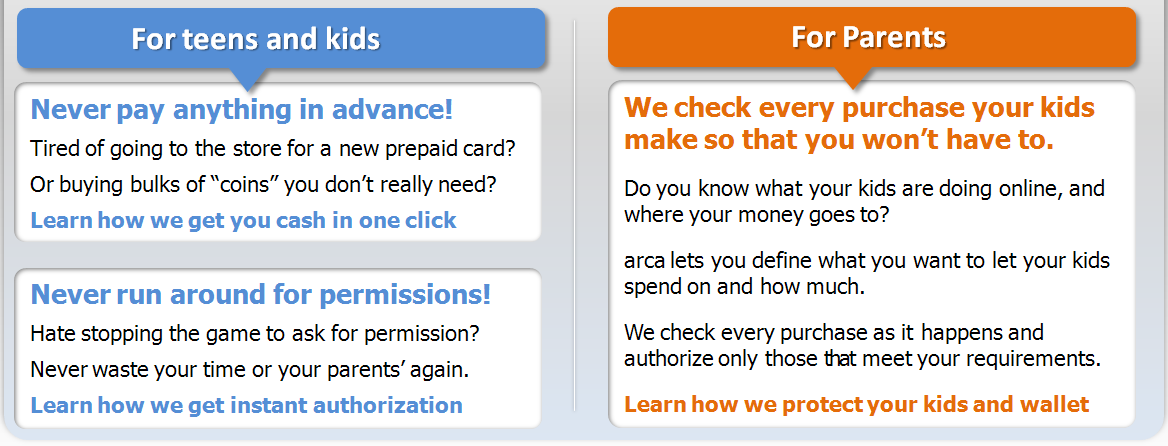 For teens and kids
Never pay anything in advance!
Tired of going to the store for a new prepaid card?
Or buying bulks of “coins” you don’t really need?
Learn how we get you cash in one click
Never run around for permissions!
Hate stopping the game to ask for permission?
Never waste your time or your parents’ again.
Learn how we get instant authorization
For Parents
We check every purchase your kids
make so that you won’t have to.
Do you know what your kids are doing online, and
where your money goes to?
arca lets you define what you want to let your kids
spend on and how much.
We check every purchase as it happens and
authorize only those that meet your requirements.
Learn how we protect your kids and wallet